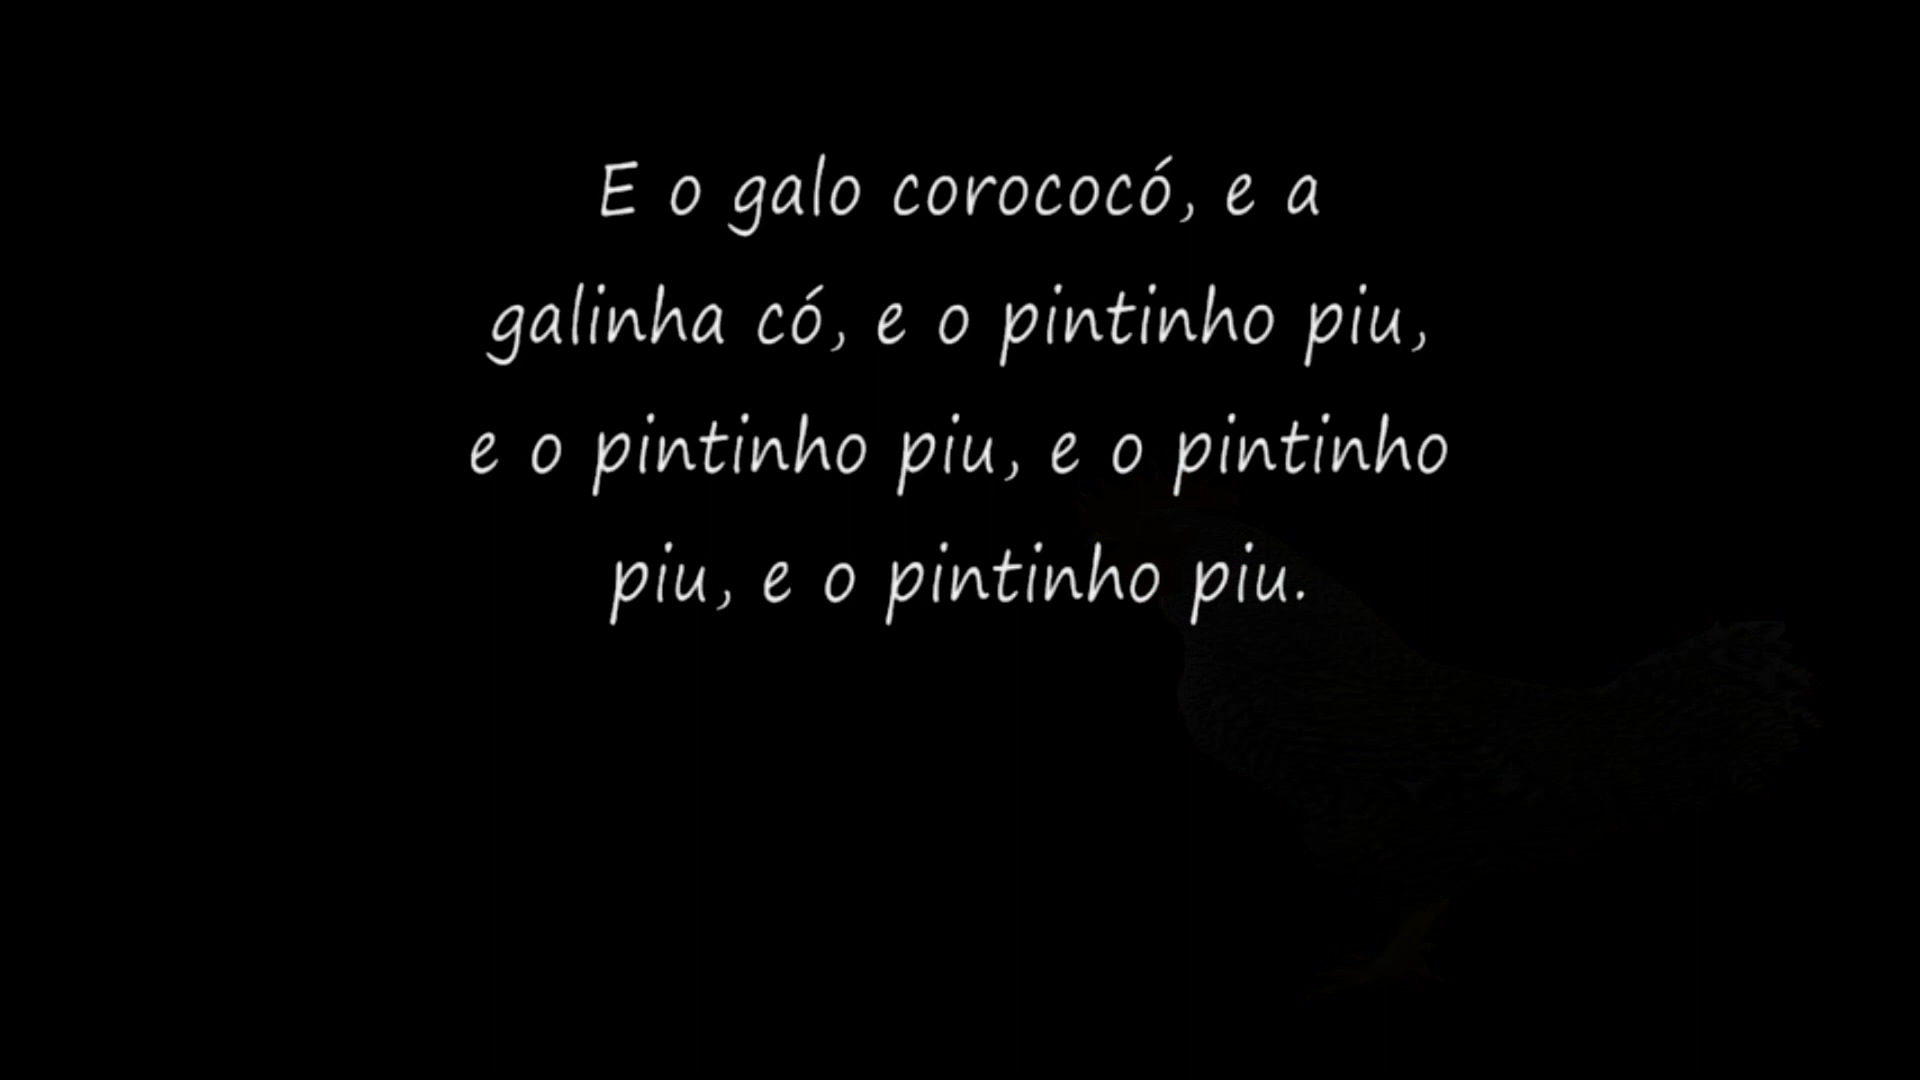 E o galo corococó, e a
galinha có, e o pintinho piu,
e o pintinho piu, e o pintinho
piu, e o pintinho piu.